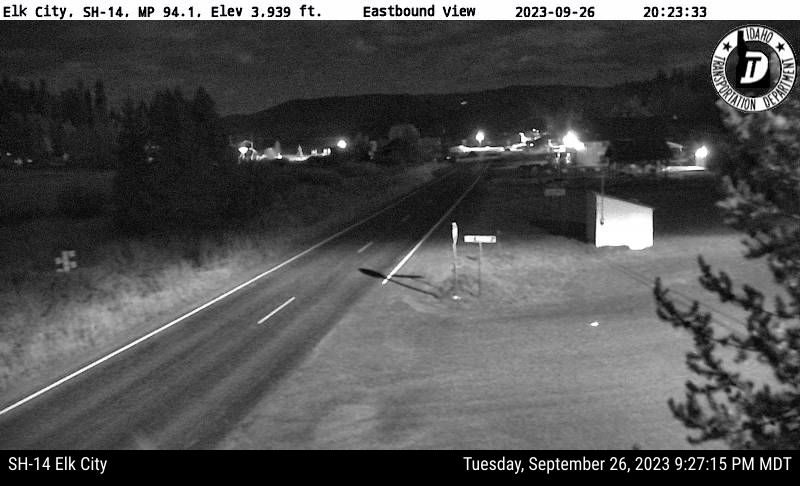 Elk City, SH-14, MP 94.1, Elev 3,939 ft. Eastbound View 2023-09-26 20:23:33
IDAHO
TRANSPORTATION DEPARTMENT
SH-14 Elk City
Tuesday, September 26, 2023 9:27:15 PM MDT